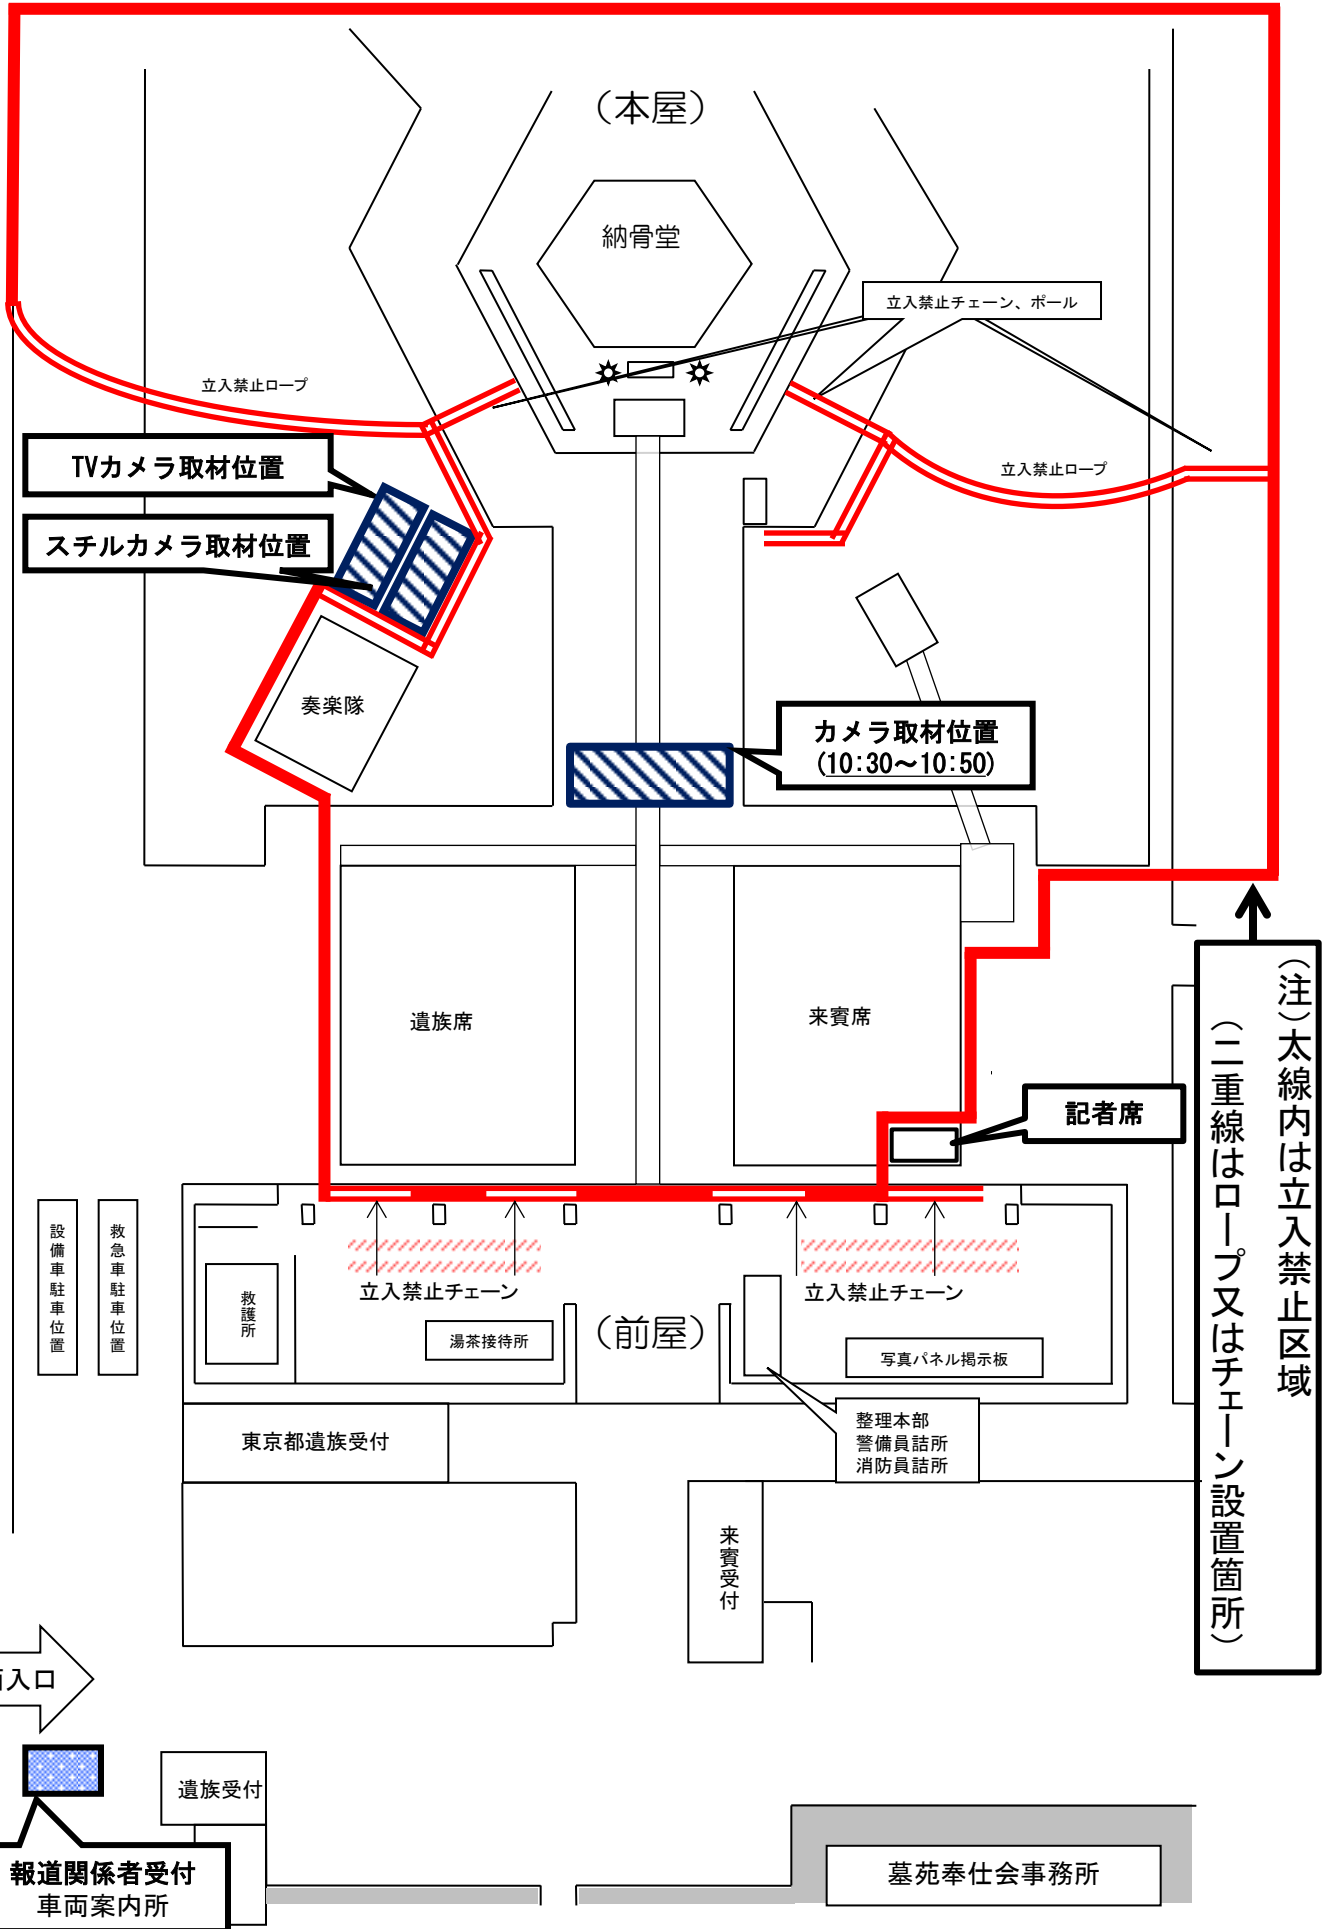 （本屋）
納骨堂
立入禁止チェーン、ポール
立入禁止ロープ
立入禁止ロープ
TVカメラ取材位置
スチルカメラ取材位置
奏楽隊
カメラ取材位置
(10:30～10:50)
遺族席
来賓席
記者席
（注）太線内は立入禁止区域
（二重線はロープ又はチェーン設置箇所）
設備車駐車位置
救急車駐車位置
救護所
立入禁止チェーン
立入禁止チェーン
湯茶接待所
（前屋）
写真パネル掲示板
整理本部
警備員詰所
消防員詰所
東京都遺族受付
来賓受付
入口
遺族受付
報道関係者受付
車両案内所
墓苑奉仕会事務所